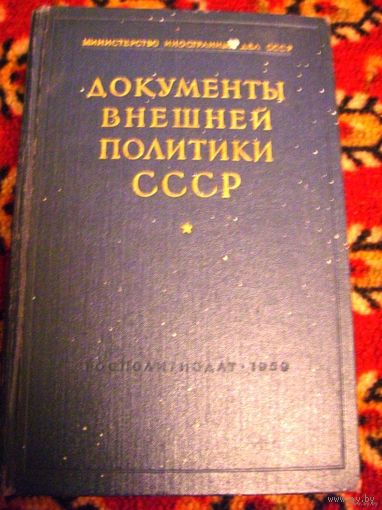 МИНИСТЕРСТВО ИНОСТРАННЫХ ДЕЛ СССР
ДОКУМЕНТЫ
ВНЕШНЕЙ
ПОЛИТИКИ
СССР
ГОСПОЛИТИЗДАТ · 1959